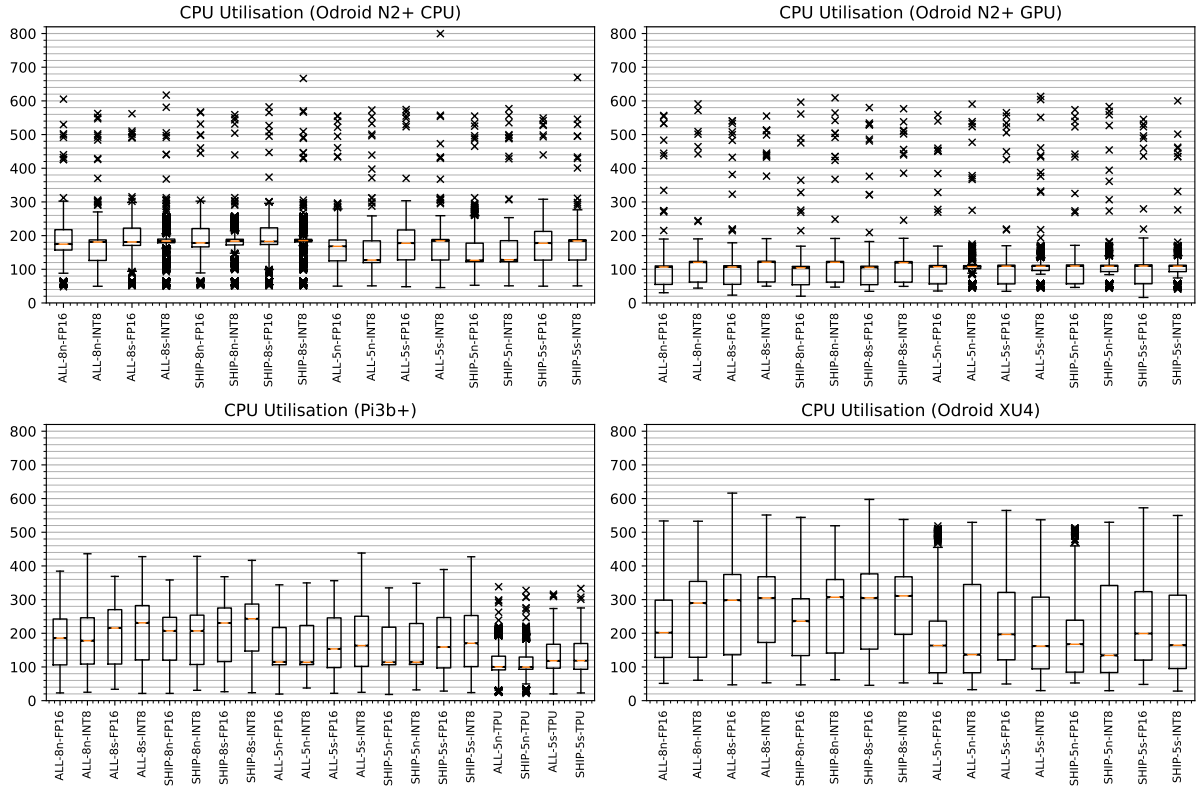 CPU Utilisation (Odroid N2+ CPU)
800
700
600
500
400
300
200
100
0
ALL-8n-FP16
ALL-8n-INT8
ALL-8s-FP16
ALL-8s-INT8
SHIP-8n-FP16
SHIP-8n-INT8
SHIP-8s-FP16
SHIP-8s-INT8
ALL-5n-FP16
ALL-5n-INT8
ALL-5s-FP16
ALL-5s-INT8
SHIP-5n-FP16
SHIP-5n-INT8
SHIP-5s-FP16
SHIP-5s-INT8
CPU Utilisation (Odroid N2+ GPU)
800
700
600
500
400
300
200
100
0
ALL-8n-FP16
ALL-8n-INT8
ALL-8s-FP16
ALL-8s-INT8
SHIP-8n-FP16
SHIP-8n-INT8
SHIP-8s-FP16
SHIP-8s-INT8
ALL-5n-FP16
ALL-5n-INT8
ALL-5s-FP16
ALL-5s-INT8
SHIP-5n-FP16
SHIP-5n-INT8
SHIP-5s-FP16
SHIP-5s-INT8
CPU Utilisation (Pi3b+)
800
700
600
500
400
300
200
100
0
ALL-8n-FP16
ALL-8n-INT8
ALL-8s-FP16
ALL-8s-INT8
SHIP-8n-FP16
SHIP-8n-INT8
SHIP-8s-FP16
SHIP-8s-INT8
ALL-5n-FP16
ALL-5n-INT8
ALL-5s-FP16
ALL-5s-INT8
SHIP-5n-FP16
SHIP-5n-INT8
SHIP-5s-FP16
SHIP-5s-INT8
ALL-5n-TPU
SHIP-5n-TPU
ALL-5s-TPU
SHIP-5s-TPU
CPU Utilisation (Odroid XU4)
800
700
600
500
400
300
200
100
0
ALL-8n-FP16
ALL-8n-INT8
ALL-8s-FP16
ALL-8s-INT8
SHIP-8n-FP16
SHIP-8n-INT8
SHIP-8s-FP16
SHIP-8s-INT8
ALL-5n-FP16
ALL-5n-INT8
ALL-5s-FP16
ALL-5s-INT8
SHIP-5n-FP16
SHIP-5n-INT8
SHIP-5s-FP16
SHIP-5s-INT8